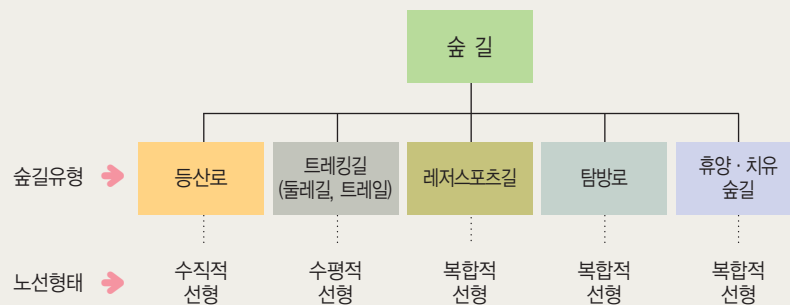 숲 길
숲길유형
등산로
트레킹길
(둘레길, 트레일)
레저스포츠길
탐방로
휴양 · 치유
숲길
노선형태
수직적
선형
수평적
선형
복합적
선형
복합적
선형
복합적
선형